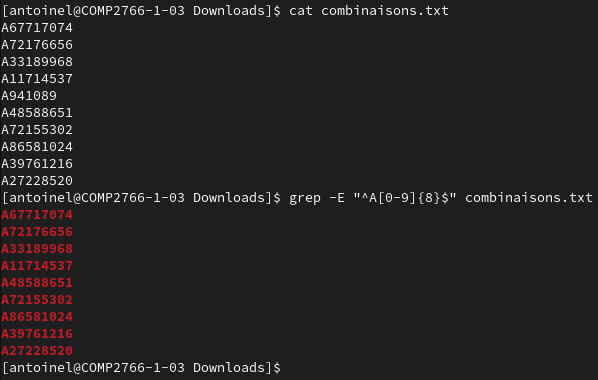 [antoinel@COMP2766-1-03 Downloads]$ cat combinaisons.txt
A67717074
A72176656
A33189968
A11714537
A941089
A48588651
A72155302
A86581024
A39761216
A27228520
[antoinel@COMP2766-1-03 Downloads]$ grep -E "^A[0-9]{8}$" combinaisons.txt
A67717074
A72176656
A33189968
A11714537
A48588651
A72155302
A86581024
A39761216
A27228520
[antoinel@COMP2766-1-03 Downloads]$